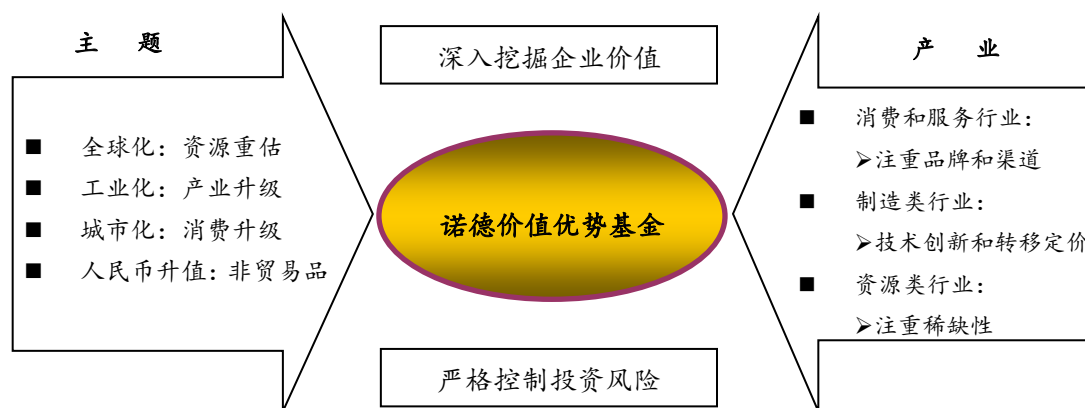 主 题
■ 全球化：资源重估
■ 工业化：产业升级
■ 城市化：消费升级
■ 人民币升值：非贸易品
深入挖掘企业价值
诺德价值优势基金
严格控制投资风险
产 业
■ 消费和服务行业：
➢注重品牌和渠道
■ 制造类行业：
➢技术创新和转移定价
■ 资源类行业：
➢注重稀缺性